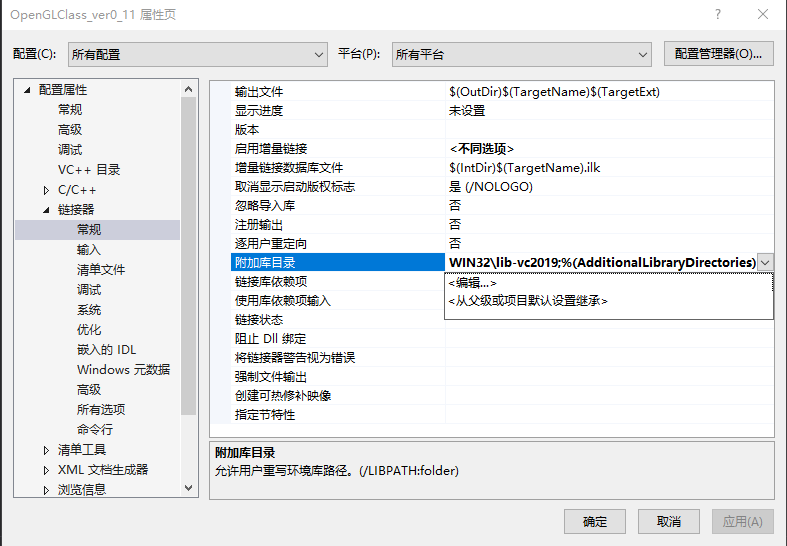 OpenGLClass_ver0_11 属性页
配置(C): 所有配置 平台(P): 所有平台 配置管理器(O)...
配置属性
常规
高级
调试
VC++ 目录
C/C++
链接器
常规
输入
清单文件
调试
系统
优化
嵌入的 IDL
Windows 元数据
高级
所有选项
命令行
清单工具
XML 文档生成器
浏览信息
输出文件 $(OutDir)$(TargetName)$(TargetExt)
显示进度 未设置
版本
启用增量链接 <不同选项>
增量链接数据库文件 $(IntDir)$(TargetName).ilk
取消显示启动版权标志 是 (/NOLOGO)
忽略导入库 否
注册输出 否
逐用户重定向 否
附加库目录 WIN32\lib-vc2019;%(AdditionalLibraryDirectories)
链接库依赖项 <编辑...>
使用库依赖项输入 <从父级或项目默认设置继承>
链接状态
阻止 Dll 绑定
将链接器警告视为错误
强制文件输出
创建可热修补映像
指定节特性
附加库目录
允许用户重写环境库路径。(/LIBPATH:folder)
确定 取消 应用(A)